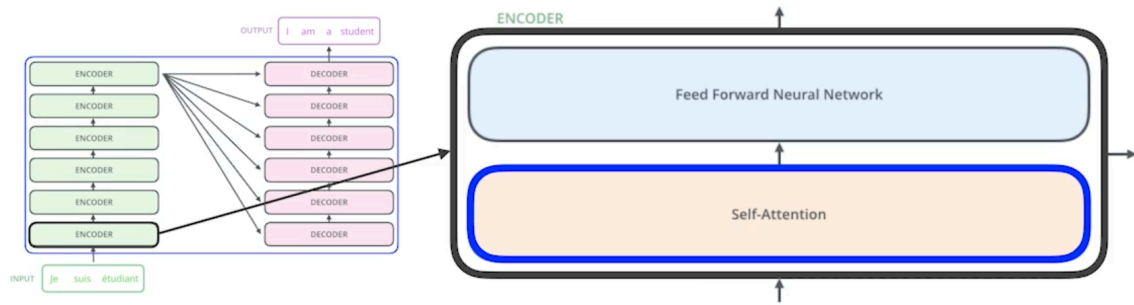 OUTPUT I am a student
ENCODER DECODER
ENCODER DECODER
ENCODER DECODER
ENCODER DECODER
ENCODER DECODER
ENCODER DECODER
INPUT Je suis étudiant
ENCODER
Feed Forward Neural Network
Self-Attention